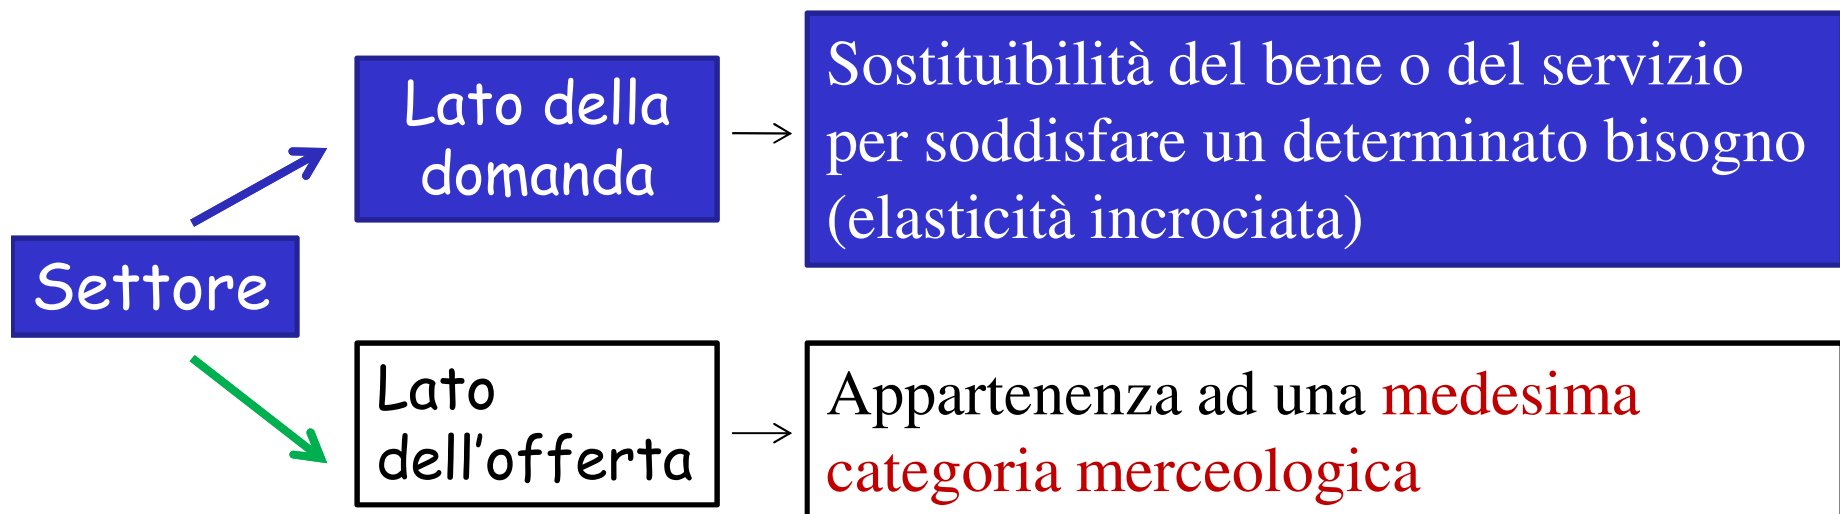 Settore
Lato della
domanda
Sostituibilità del bene o del servizio
per soddisfare un determinato bisogno
(elasticità incrociata)
Lato
dell'offerta
Appartenenza ad una medesima
categoria merceologica